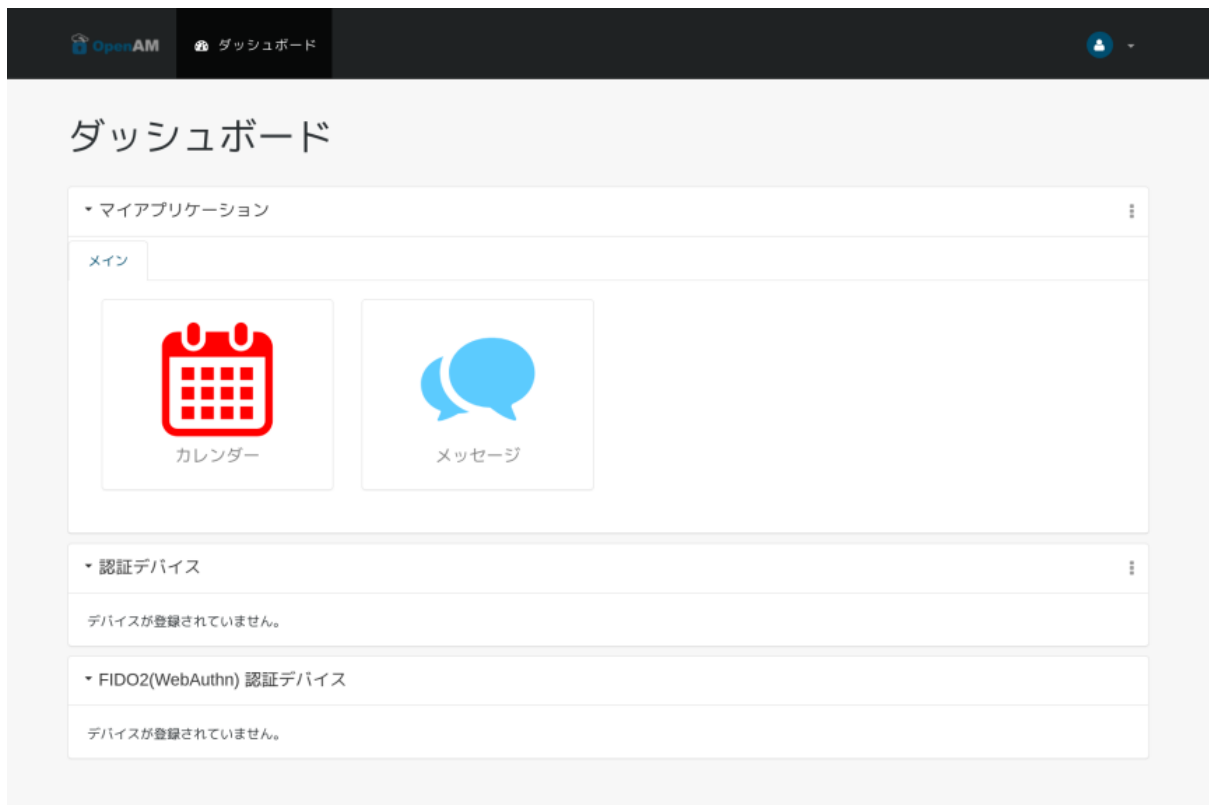 OpenAM ダッシュボード
ダッシュボード
マイアプリケーション
メイン
カレンダー メッセージ
認証デバイス
デバイスが登録されていません。
FIDO2(WebAuthn) 認証デバイス
デバイスが登録されていません。